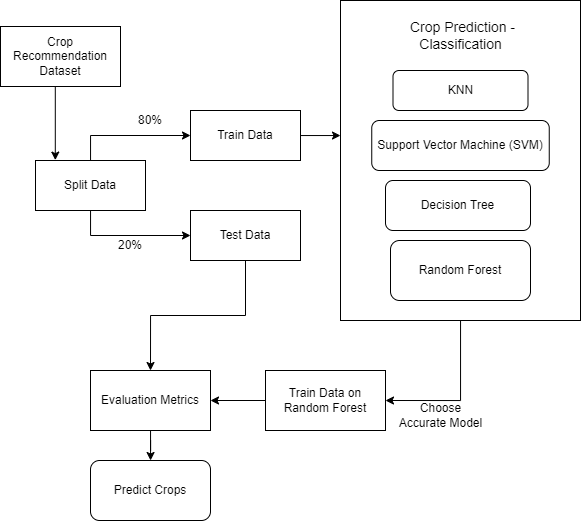 Crop
Recommendation
Dataset
Crop Prediction -
Classification
KNN
80%
Train Data
Support Vector Machine (SVM)
Split Data
Decision Tree
20%
Test Data
Random Forest
Evaluation Metrics
Train Data on
Random Forest
Choose
Accurate Model
Predict Crops